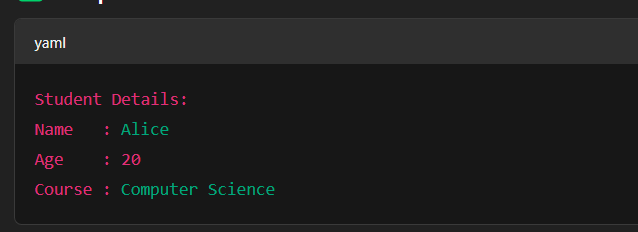 yaml
Student Details:
Name   : Alice
Age    : 20
Course : Computer Science